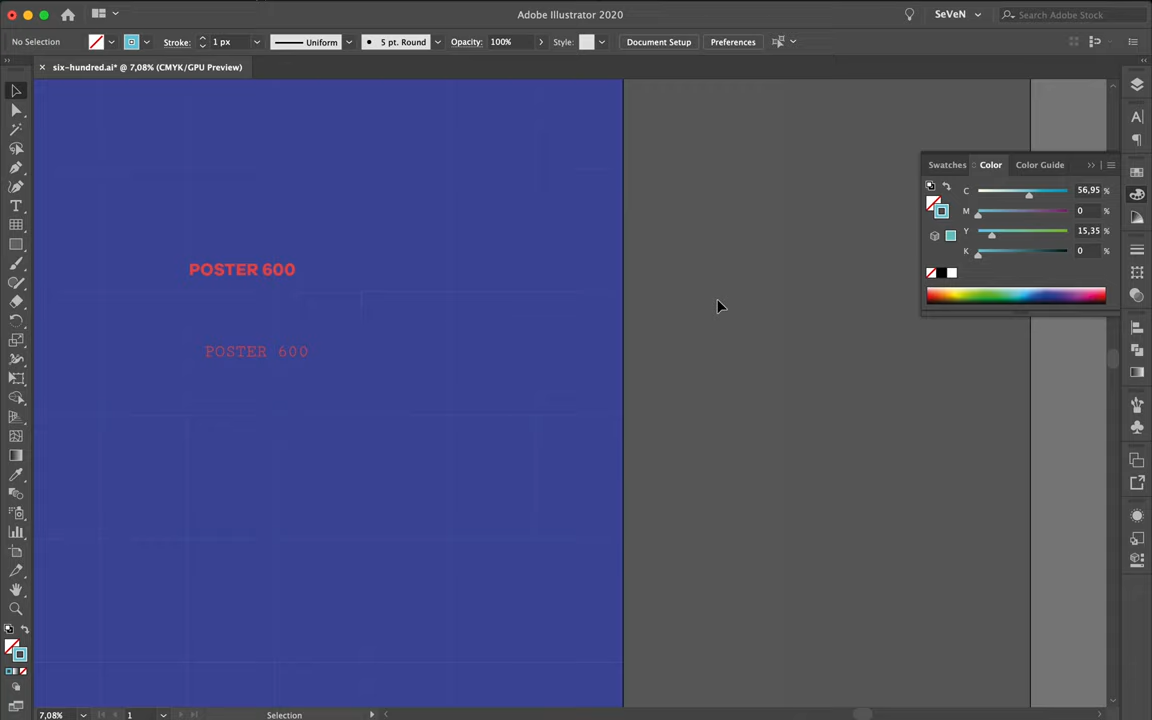 Adobe Illustrator 2020
SeVeN
Search Adobe Stock
No Selection
Stroke:
1 px
Uniform
5 pt. Round
Opacity:
100%
Style:
Document Setup
Preferences
six-hundred.ai* @ 7,08% (CMYK/GPU Preview)
Swatches
Color
Color Guide
C
56,95
%
M
0
%
Y
15,35
%
K
0
%
POSTER 600
POSTER 600
7,08%
1
Selection